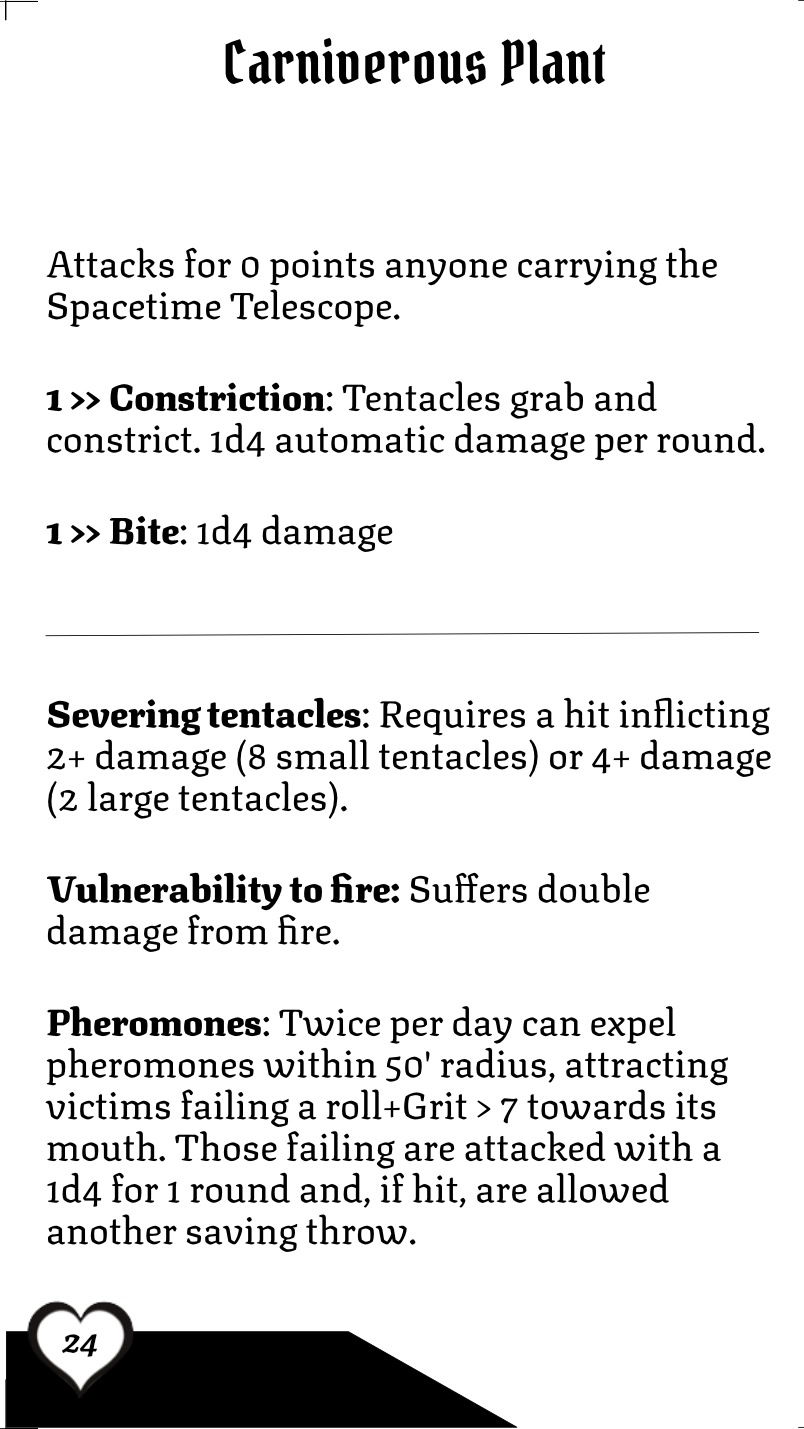 Carniverous Plant
Attacks for 0 points anyone carrying the
Spacetime Telescope.
1 >> Constriction: Tentacles grab and
constrict. 1d4 automatic damage per round.
1 >> Bite: 1d4 damage
Severing tentacles: Requires a hit inflicting
2+ damage (8 small tentacles) or 4+ damage
(2 large tentacles).
Vulnerability to fire: Suffers double
damage from fire.
Pheromones: Twice per day can expel
pheromones within 50' radius, attracting
victims failing a roll+Grit > 7 towards its
mouth. Those failing are attacked with a
1d4 for 1 round and, if hit, are allowed
another saving throw.
24